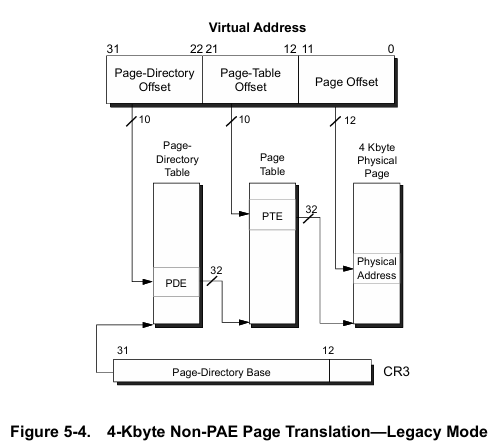 Virtual Address
31 22 21 12 11 0
Page-Directory Offset
Page-Table Offset
Page Offset
10
10
12
Page-
Directory
Table
Page
Table
4 Kbyte
Physical
Page
PTE
32
Physical
Address
PDE
32
31 12
Page-Directory Base
CR3
Figure 5-4. 4-Kbyte Non-PAE Page Translation—Legacy Mode